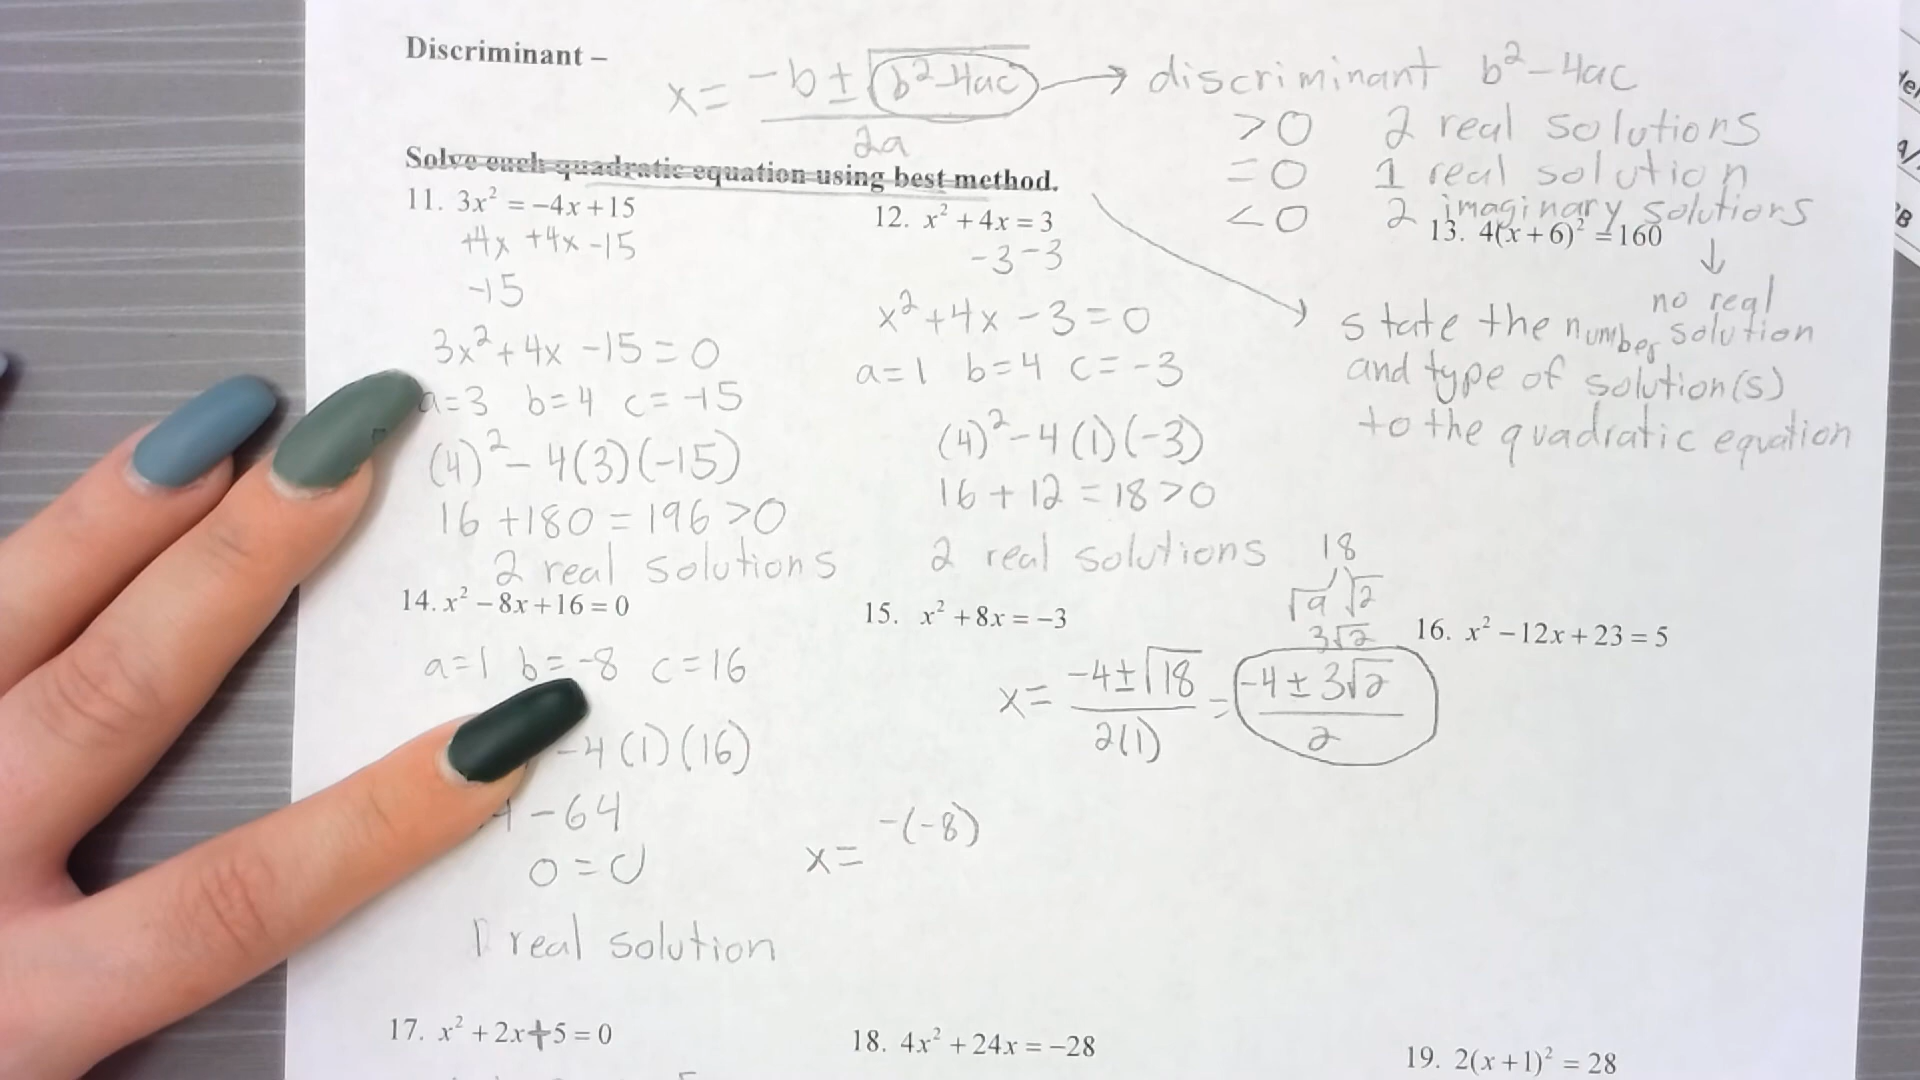 Discriminant –
x = -b ± √b² - 4ac / 2a → discriminant b² - 4ac
> 0 2 real solutions
= 0 1 real solution
< 0 2 imaginary solutions
↓
no real
solution
Solve each quadratic equation using best method.
state the number
and type of solution(s)
to the quadratic equation
11. 3x² = −4x + 15
+4x +4x - 15
-15
3x² + 4x - 15 = 0
a = 3 b = 4 c = -15
(4)² - 4(3)(-15)
16 + 180 = 196 > 0
2 real solutions
12. x² + 4x = 3
-3 -3
x² + 4x - 3 = 0
a = 1 b = 4 c = -3
(4)² - 4(1)(-3)
16 + 12 = 18 > 0
2 real solutions
18
√9 √2
3√2
x = -4 ± √18 / 2(1) = -4 ± 3√2 / 2
13. 4(x + 6)² = 160
14. x² − 8x + 16 = 0
a = 1 b = -8 c = 16
-4(1)(16)
- 64
0 = 0
1 real solution
x = -(-8)
15. x² + 8x = −3
16. x² − 12x + 23 = 5
17. x² + 2x + 5 = 0
18. 4x² + 24x = −28
19. 2(x + 1)² = 28